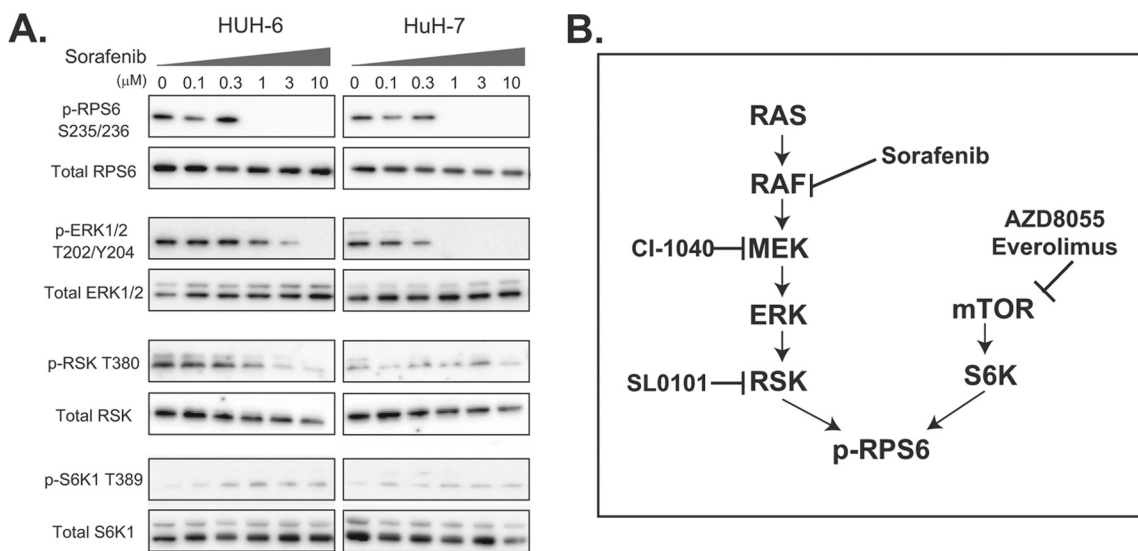 A.
HUH-6
HuH-7
Sorafenib
(μM)
0 0.1 0.3 1 3 10
0 0.1 0.3 1 3 10
p-RPS6
S235/236
Total RPS6
p-ERK1/2
T202/Y204
Total ERK1/2
p-RSK T380
Total RSK
p-S6K1 T389
Total S6K1
B.
RAS
Sorafenib
RAF
AZD8055
Everolimus
CI-1040
MEK
ERK
mTOR
SL0101
RSK
S6K
p-RPS6